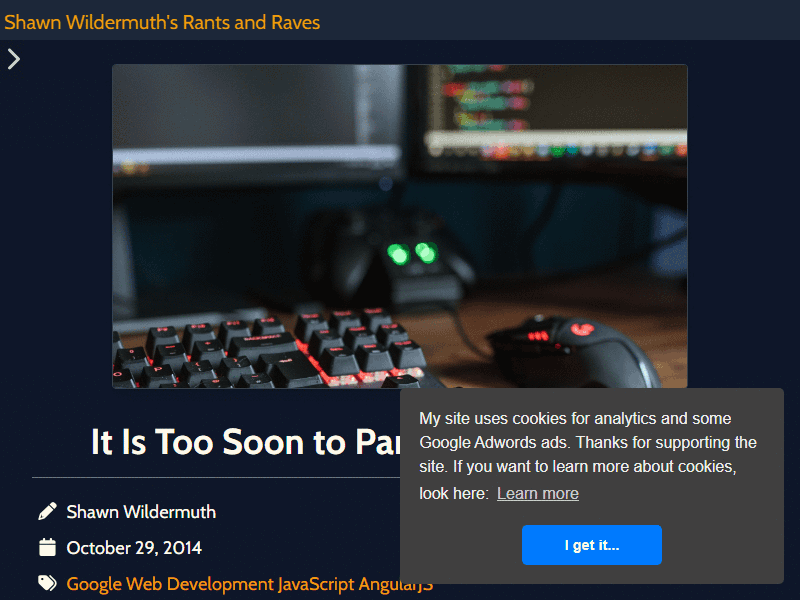 Shawn Wildermuth's Rants and Raves
It Is Too Soon to
My site uses cookies for analytics and some
Google Adwords ads. Thanks for supporting the
site. If you want to learn more about cookies,
look here: Learn more
I get it...
Shawn Wildermuth
October 29, 2014
Google Web Development JavaScript AngularJS